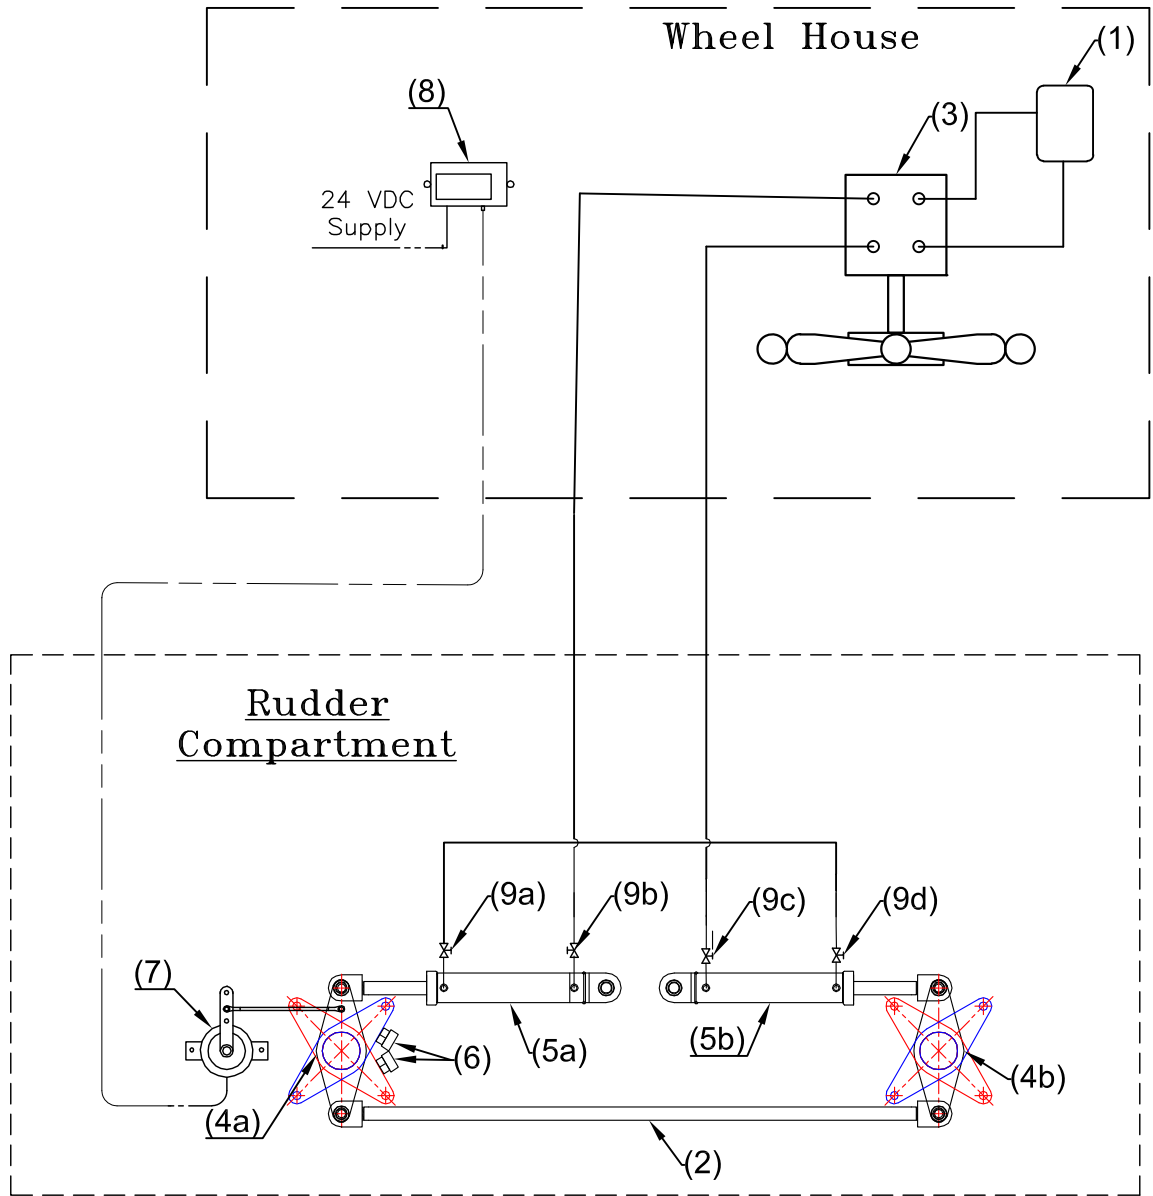 Wheel House
(1)
(8)
(3)
24 VDC
Supply
Rudder
Compartment
(9a)
(9b)
(9c)
(9d)
(7)
(5a)
(5b)
(6)
(4b)
(4a)
(2)